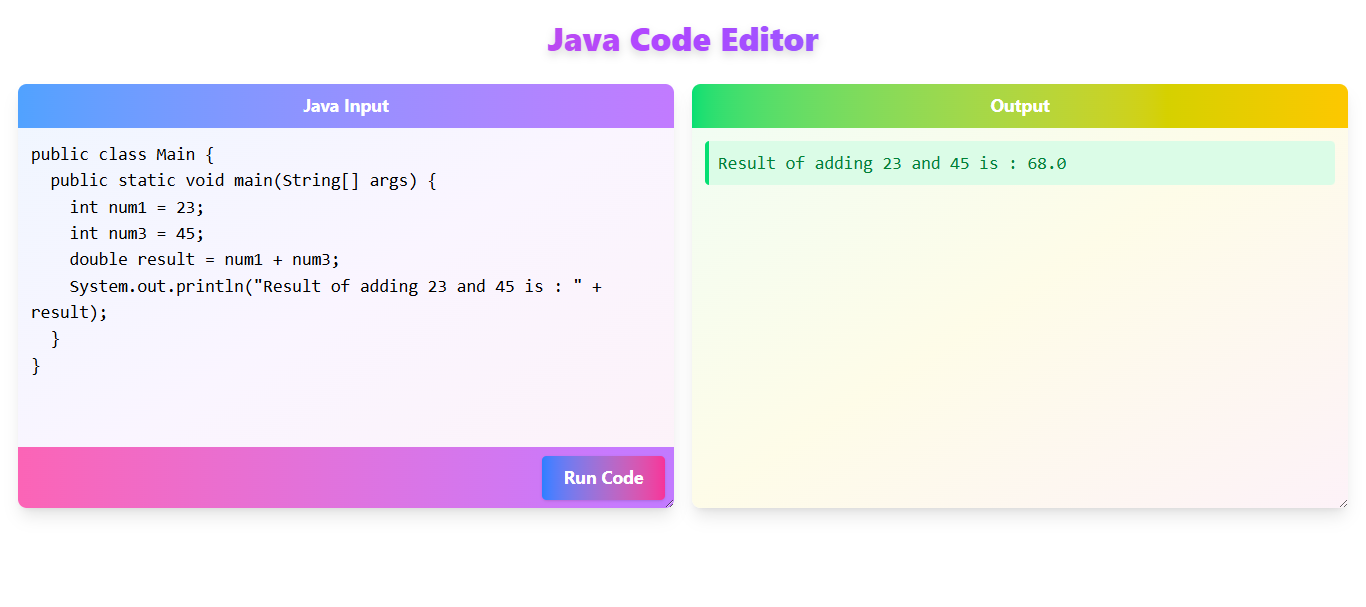 Java Code Editor
Java Input
public class Main {
  public static void main(String[] args) {
    int num1 = 23;
    int num3 = 45;
    double result = num1 + num3;
    System.out.println("Result of adding 23 and 45 is : " +
result);
  }
}
Run Code
Output
Result of adding 23 and 45 is : 68.0